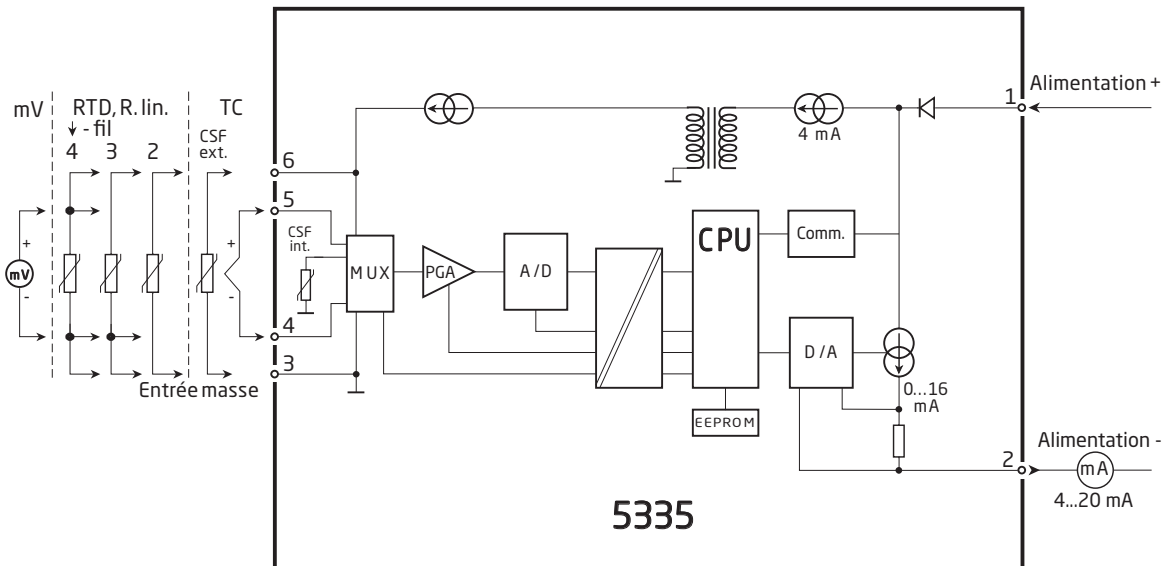 mV
RTD, R. lin.
- fil
4 3 2
TC
CSF
ext.
+
-
mV
+
-
6
5
4
3
CSF
int.
Entrée masse
MUX
PGA
A/D
CPU
EEPROM
Comm.
D/A
4 mA
0...16
mA
1
Alimentation +
2
Alimentation -
mA
4...20 mA
5335